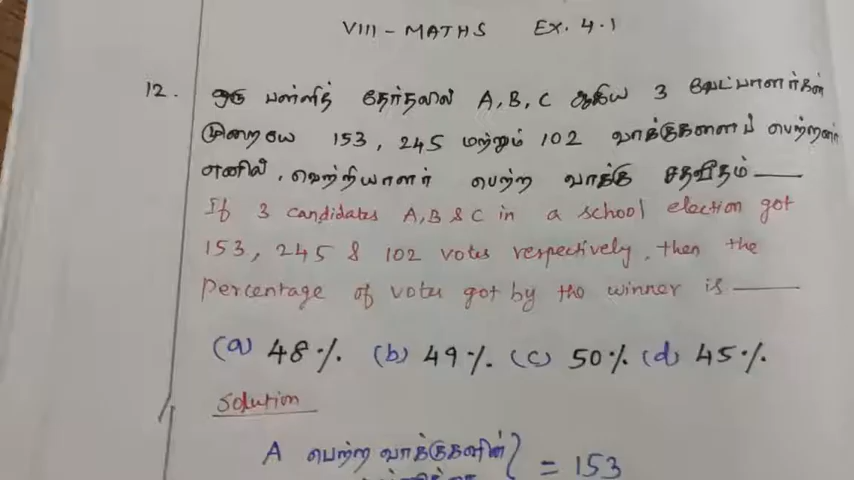 VIII - MATHS Ex. 4.1
12. ஒரு பள்ளித் தேர்தலில் A, B, C ஆகிய 3 வேட்பாளர்கள்
முறையே 153, 245 மற்றும் 102 வாக்குகளைப் பெற்றனர்
எனில், வெற்றியாளர் பெற்ற வாக்கு சதவீதம் ____
If 3 candidates A, B & C in a school election got
153, 245 & 102 votes respectively, then the
percentage of votes got by the winner is ____
(a) 48% (b) 49% (c) 50% (d) 45%
Solution
A பெற்ற வாக்குகளின் } = 153